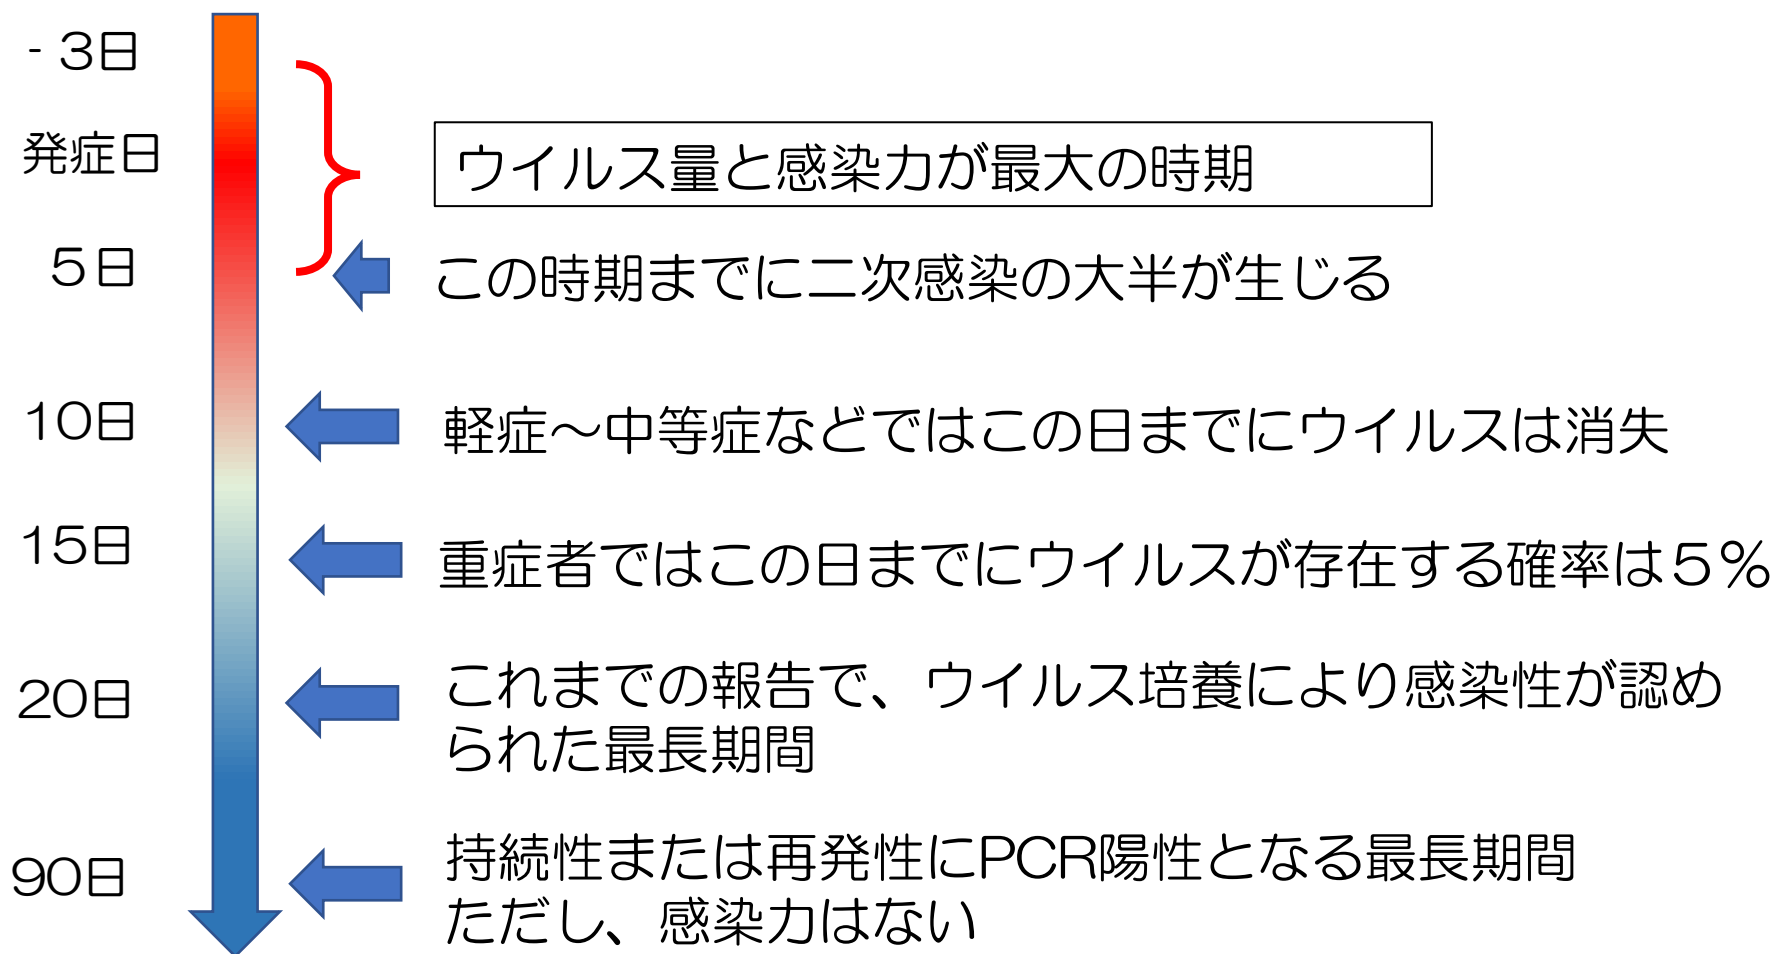 - 3日
発症日
ウイルス量と感染力が最大の時期
5日
この時期までに二次感染の大半が生じる
10日
軽症～中等症などではこの日までにウイルスは消失
15日
重症者ではこの日までにウイルスが存在する確率は５％
20日
これまでの報告で、ウイルス培養により感染性が認め
られた最長期間
90日
持続性または再発性にPCR陽性となる最長期間
ただし、感染力はない